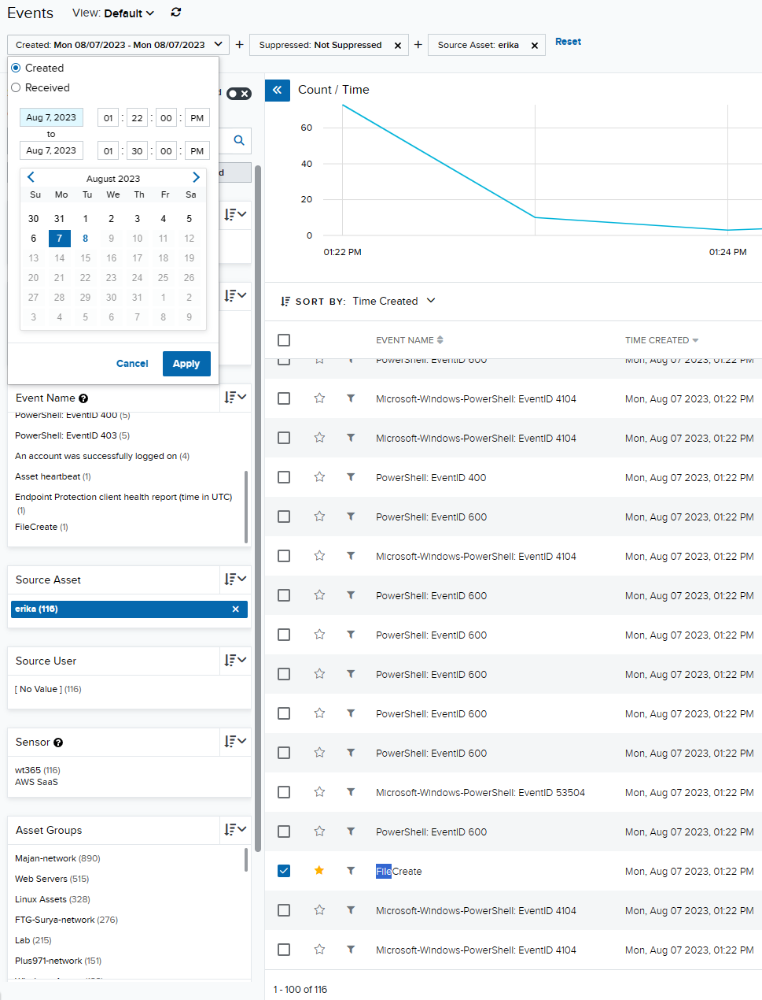 Events View: Default
Created: Mon 08/07/2023 - Mon 08/07/2023 + Suppressed: Not Suppressed × + Source Asset: erika × Reset
Created
Received
Aug 7, 2023 01 : 22 : 00 : PM
to
Aug 7, 2023 01 : 30 : 00 : PM
August 2023
Su Mo Tu We Th Fr Sa
30 31 1 2 3 4 5
6 7 8 9 10 11 12
13 14 15 16 17 18 19
20 21 22 23 24 25 26
27 28 29 30 31 1 2
3 4 5 6 7 8 9
Cancel Apply
Event Name
PowerShell: EventID 400 (5)
PowerShell: EventID 403 (5)
An account was successfully logged on (4)
Asset heartbeat (1)
Endpoint Protection client health report (time in UTC)
(1)
FileCreate (1)
Source Asset
erika (116) ×
Source User
[ No Value ] (116)
Sensor
wt365 (116)
AWS SaaS
Asset Groups
Majan-network (890)
Web Servers (515)
Linux Assets (328)
FTG-Surya-network (276)
Lab (215)
Plus971-network (151)
Count / Time
60
40
20
0
01:22 PM 01:24 PM
SORT BY: Time Created
EVENT NAME TIME CREATED
PowerShell: EventID 600 Mon, Aug 07 2023, 01:22 PM
Microsoft-Windows-PowerShell: EventID 4104 Mon, Aug 07 2023, 01:22 PM
Microsoft-Windows-PowerShell: EventID 4104 Mon, Aug 07 2023, 01:22 PM
PowerShell: EventID 400 Mon, Aug 07 2023, 01:22 PM
PowerShell: EventID 600 Mon, Aug 07 2023, 01:22 PM
Microsoft-Windows-PowerShell: EventID 4104 Mon, Aug 07 2023, 01:22 PM
PowerShell: EventID 600 Mon, Aug 07 2023, 01:22 PM
PowerShell: EventID 600 Mon, Aug 07 2023, 01:22 PM
PowerShell: EventID 600 Mon, Aug 07 2023, 01:22 PM
PowerShell: EventID 600 Mon, Aug 07 2023, 01:22 PM
PowerShell: EventID 600 Mon, Aug 07 2023, 01:22 PM
Microsoft-Windows-PowerShell: EventID 53504 Mon, Aug 07 2023, 01:22 PM
PowerShell: EventID 600 Mon, Aug 07 2023, 01:22 PM
FileCreate Mon, Aug 07 2023, 01:22 PM
Microsoft-Windows-PowerShell: EventID 4104 Mon, Aug 07 2023, 01:22 PM
Microsoft-Windows-PowerShell: EventID 4104 Mon, Aug 07 2023, 01:22 PM
1 - 100 of 116